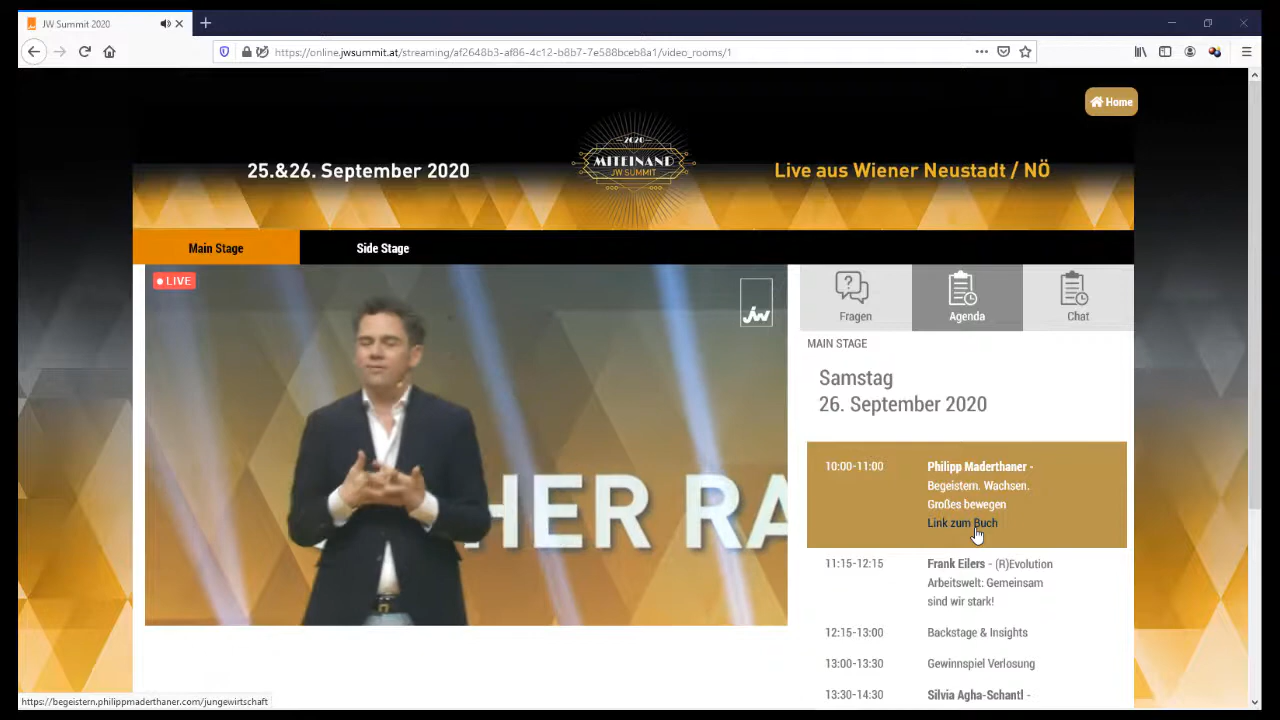 JW Summit 2020
https://online.jwsummit.at/streaming/af2648b3-af86-4c12-b8b7-7e588bceb8a1/video_rooms/1
Home
25.&26. September 2020
2020
MITEINAND
JW SUMMIT
Live aus Wiener Neustadt / NÖ
Main Stage
Side Stage
LIVE
jw
HER RA
Fragen
Agenda
Chat
MAIN STAGE
Samstag
26. September 2020
10:00-11:00
Philipp Maderthaner -
Begeistern. Wachsen.
Großes bewegen
Link zum Buch
11:15-12:15
Frank Eilers - (R)Evolution
Arbeitswelt: Gemeinsam
sind wir stark!
12:15-13:00
Backstage & Insights
13:00-13:30
Gewinnspiel Verlosung
13:30-14:30
Silvia Agha-Schantl -
https://begeistern.philippmaderthaner.com/jungewirtschaft